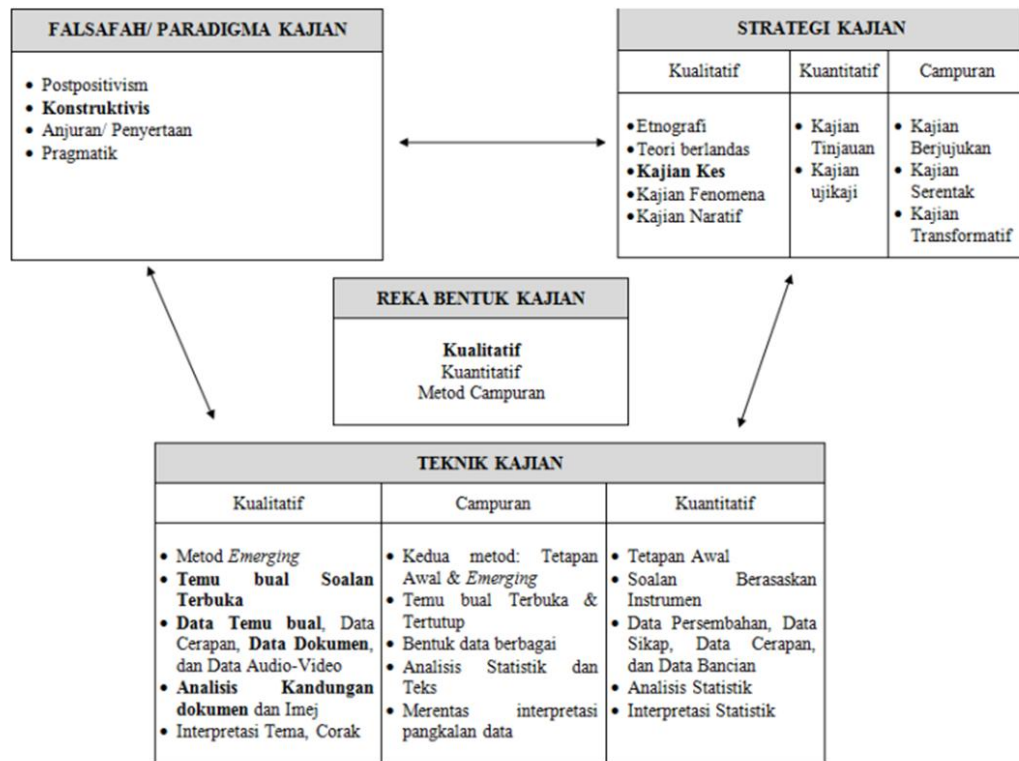 FALSAFAH/ PARADIGMA KAJIAN
• Postpositivism
• Konstruktivis
• Anjuran/ Penyertaan
• Pragmatik
STRATEGI KAJIAN
Kualitatif
• Etnografi
• Teori berlandas
• Kajian Kes
• Kajian Fenomena
• Kajian Naratif
Kuantitatif
• Kajian
Tinjauan
• Kajian
ujikaji
Campuran
• Kajian
Berjujukan
• Kajian
Serentak
• Kajian
Transformatif
REKA BENTUK KAJIAN
Kualitatif
Kuantitatif
Metod Campuran
TEKNIK KAJIAN
Kualitatif
• Metod Emerging
• Temu bual Soalan
Terbuka
• Data Temu bual, Data
Cerapan, Data Dokumen,
dan Data Audio-Video
• Analisis Kandungan
dokumen dan Imej
• Interpretasi Tema, Corak
Campuran
• Kedua metod: Tetapan
Awal & Emerging
• Temu bual Terbuka &
Tertutup
• Bentuk data berbagai
• Analisis Statistik dan
Teks
• Merentas interpretasi
pangkalan data
Kuantitatif
• Tetapan Awal
• Soalan Berasaskan
Instrumen
• Data Persembahan, Data
Sikap, Data Cerapan,
dan Data Bancian
• Analisis Statistik
• Interpretasi Statistik